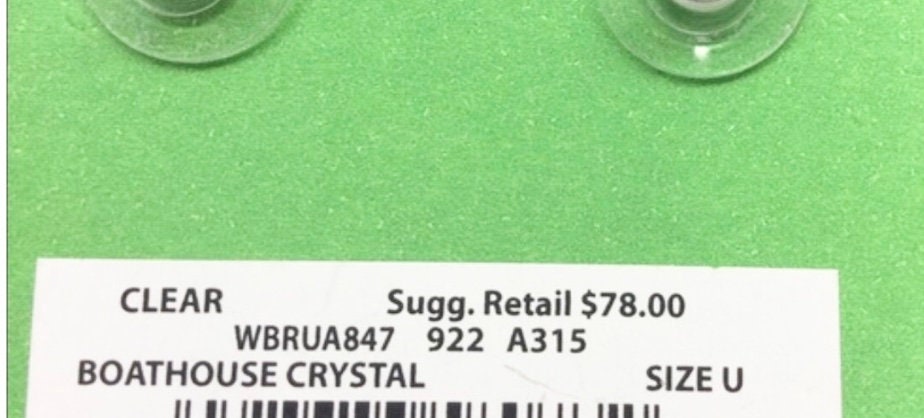 CLEAR Sugg. Retail $78.00
WBRUA847 922 A315
BOATHOUSE CRYSTAL SIZE U